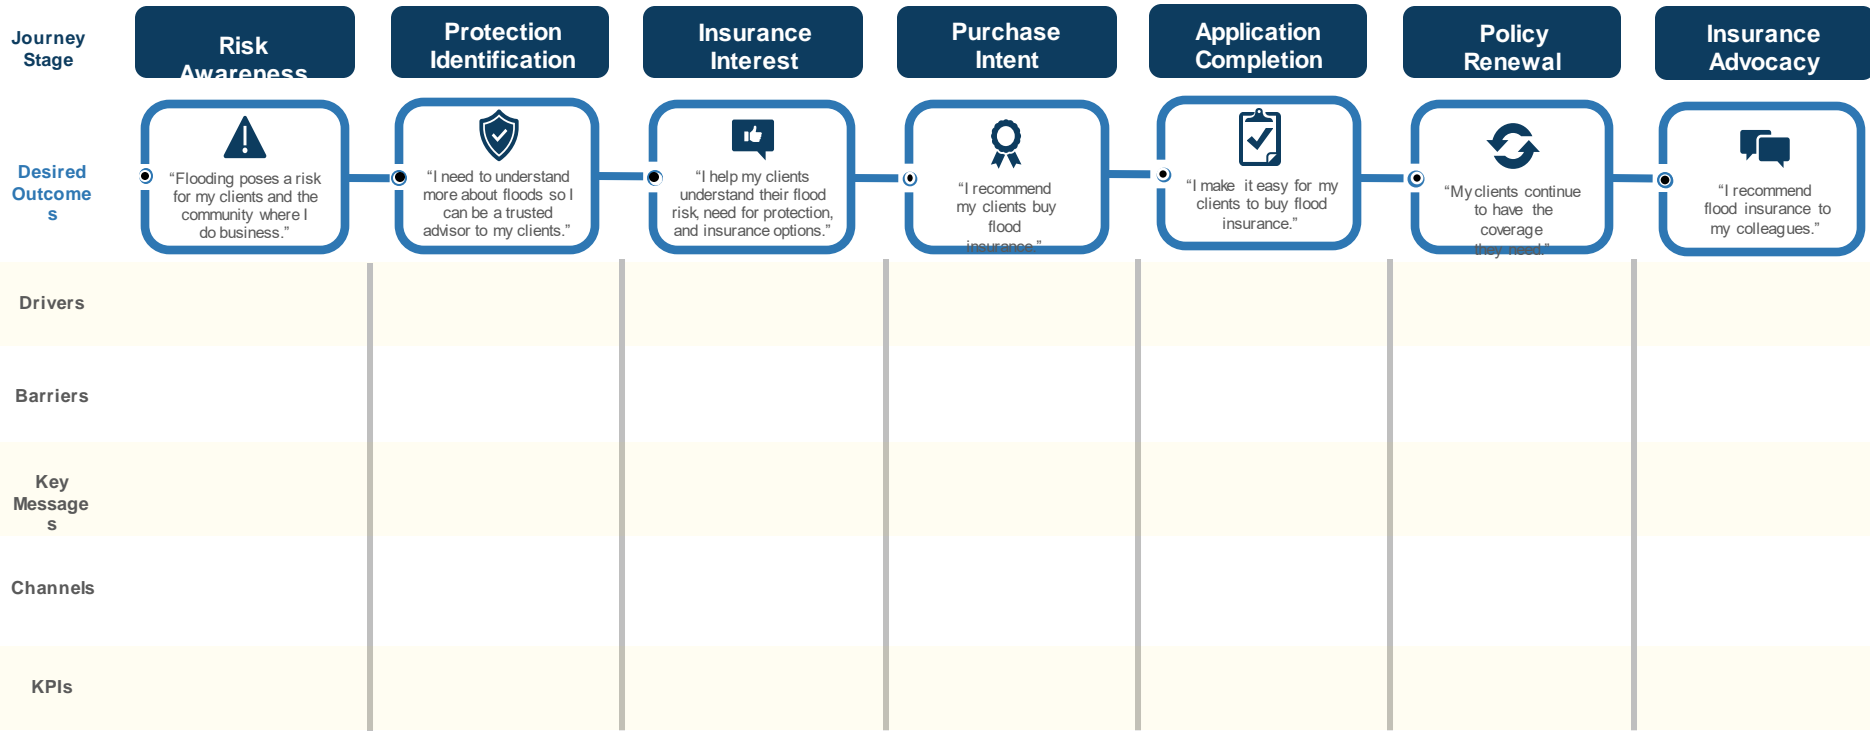 Journey
Stage
Risk
Awareness
Protection
Identification
Insurance
Interest
Purchase
Intent
Application
Completion
Policy
Renewal
Insurance
Advocacy
Desired
Outcome
s
“Flooding poses a risk
for my clients and the
community where I
do business.”
“I need to understand
more about floods so I
can be a trusted
advisor to my clients.”
“I help my clients
understand their flood
risk, need for protection,
and insurance options.”
“I recommend
my clients buy
flood
insurance.”
“I make it easy for my
clients to buy flood
insurance.”
“My clients continue
to have the
coverage
they need.”
“I recommend
flood insurance to
my colleagues.”
Drivers
Barriers
Key
Message
s
Channels
KPIs